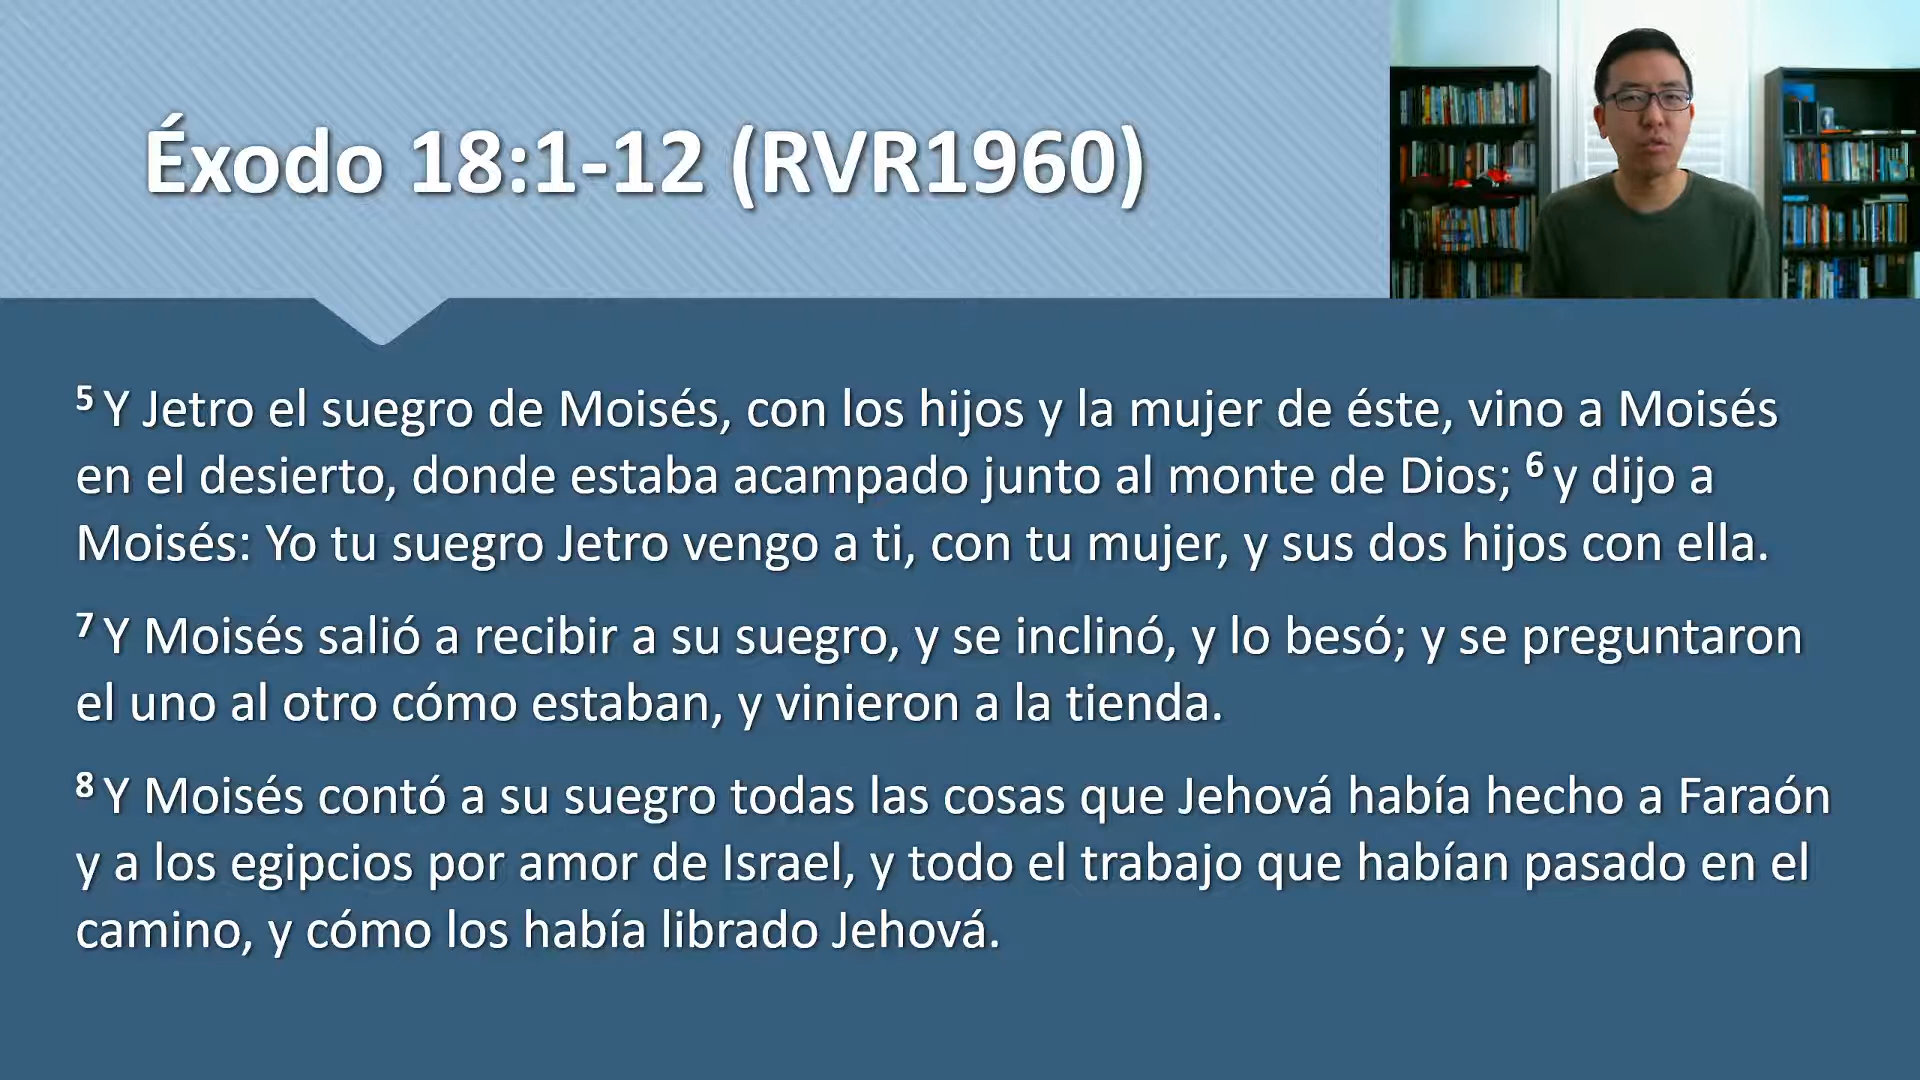 Éxodo 18:1-12 (RVR1960)
5 Y Jetro el suegro de Moisés, con los hijos y la mujer de éste, vino a Moisés
en el desierto, donde estaba acampado junto al monte de Dios; 6 y dijo a
Moisés: Yo tu suegro Jetro vengo a ti, con tu mujer, y sus dos hijos con ella.
7 Y Moisés salió a recibir a su suegro, y se inclinó, y lo besó; y se preguntaron
el uno al otro cómo estaban, y vinieron a la tienda.
8 Y Moisés contó a su suegro todas las cosas que Jehová había hecho a Faraón
y a los egipcios por amor de Israel, y todo el trabajo que habían pasado en el
camino, y cómo los había librado Jehová.